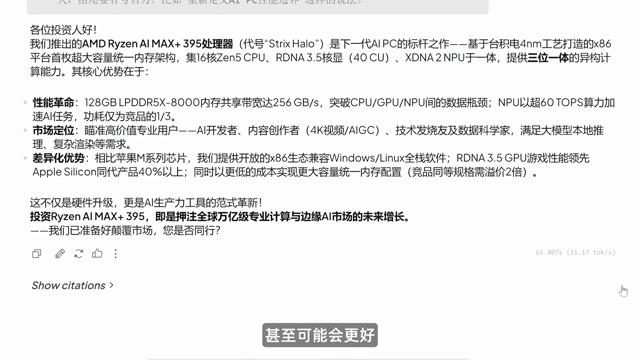 各位投资人好！
我们推出的AMD Ryzen AI MAX+ 395处理器（代号“Strix Halo”）是下一代AI PC的标杆之作——基于台积电4nm工艺打造的x86
平台首枚超大容量统一内存架构，集16核Zen5 CPU、RDNA 3.5核显（40 CU）、XDNA 2 NPU于一体，提供三位一体的异构计
算能力。其核心优势在于：
性能革命：128GB LPDDR5X-8000内存共享带宽达256 GB/s，突破CPU/GPU/NPU间的数据瓶颈；NPU以超60 TOPS算力加
速AI任务，功耗仅为竞品的1/3。
市场定位：瞄准高价值专业用户——AI开发者、内容创作者（4K视频/AIGC）、技术发烧友及数据科学家，满足大模型本地推
理、复杂渲染等需求。
差异化优势：相比苹果M系列芯片，我们提供开放的x86生态兼容Windows/Linux全栈软件；RDNA 3.5 GPU游戏性能领先
Apple Silicon同代产品40%以上；同时以更低的成本实现更大容量统一内存配置（竞品同等规格需溢价2倍）。
这不仅是硬件升级，更是AI生产力工具的范式革新！
投资Ryzen AI MAX+ 395，即是押注全球万亿级专业计算与边缘AI市场的未来增长。
——我们已准备好颠覆市场，您是否同行？
65.807s (11.17 tok/s)
Show citations >
甚至可能会更好